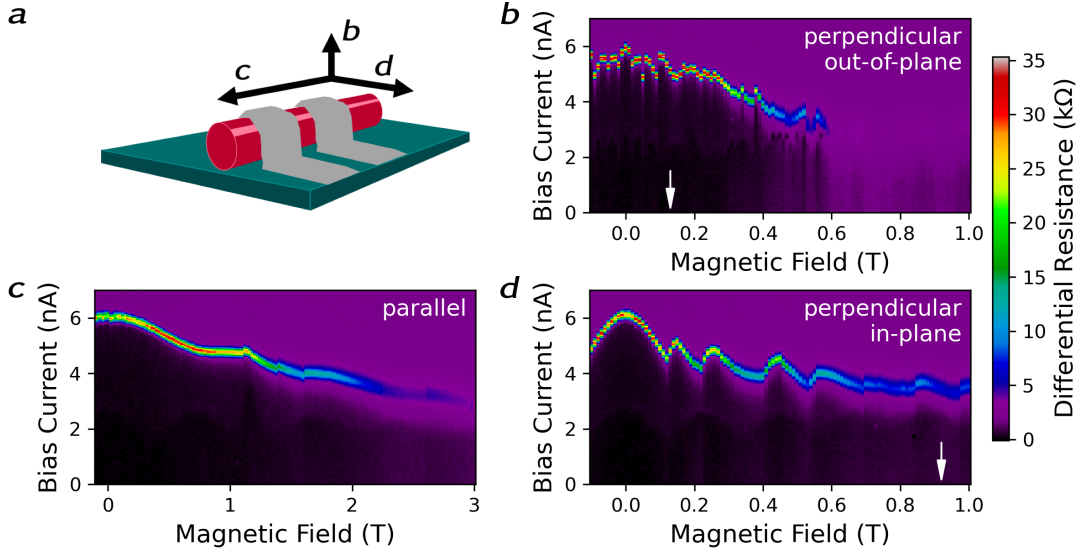 a
b
c
d
b
perpendicular
out-of-plane
Bias Current (nA)
6
4
2
0
0.0
0.2
0.4
0.6
0.8
1.0
Magnetic Field (T)
35
30
25
20
15
10
5
0
Differential Resistance (kΩ)
c
parallel
Bias Current (nA)
6
4
2
0
0
1
2
3
Magnetic Field (T)
d
perpendicular
in-plane
Bias Current (nA)
6
4
2
0
0.0
0.2
0.4
0.6
0.8
1.0
Magnetic Field (T)